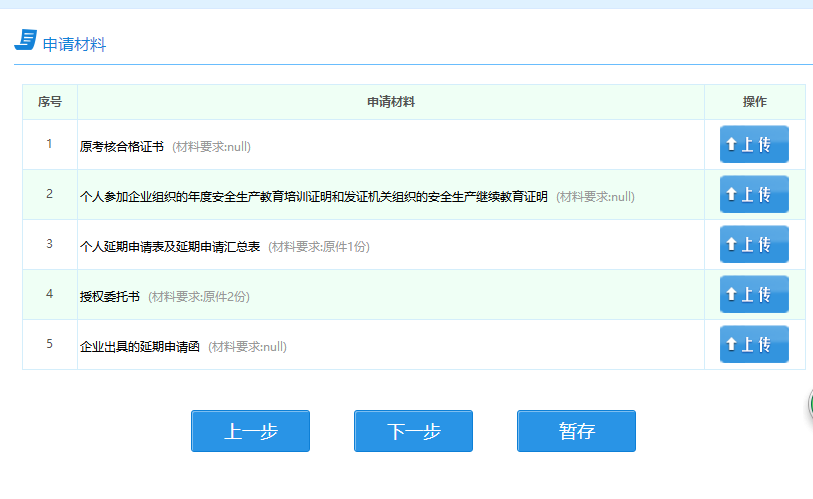 申请材料
序号 申请材料 操作
1 原考核合格证书 (材料要求:null) 上传
2 个人参加企业组织的年度安全生产教育培训证明和发证机关组织的安全生产继续教育证明 (材料要求:null) 上传
3 个人延期申请表及延期申请汇总表 (材料要求:原件1份) 上传
4 授权委托书 (材料要求:原件2份) 上传
5 企业出具的延期申请函 (材料要求:null) 上传
上一步 下一步 暂存